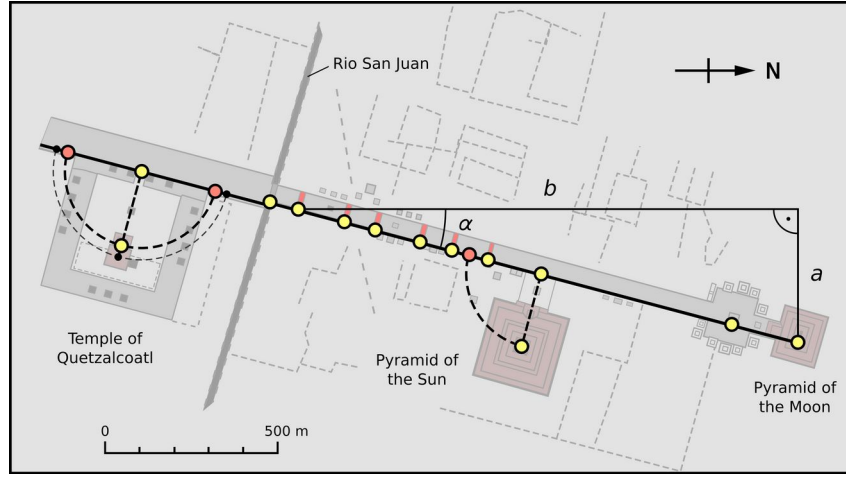 Rio San Juan
N
b
α
a
Temple of
Quetzalcoatl
Pyramid of
the Sun
Pyramid of
the Moon
0
500 m